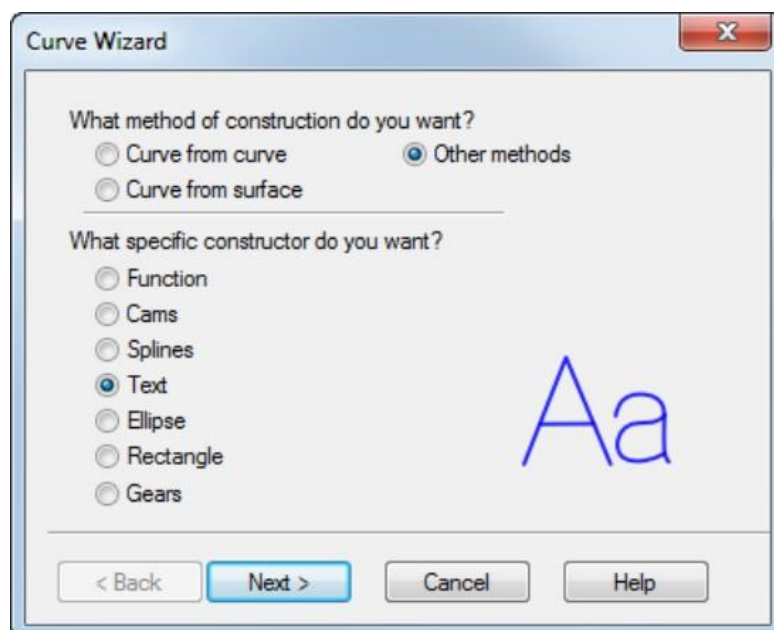 Curve Wizard
What method of construction do you want?
Curve from curve Other methods
Curve from surface
What specific constructor do you want?
Function
Cams
Splines
Text
Ellipse
Rectangle
Gears
Aa
< Back Next > Cancel Help